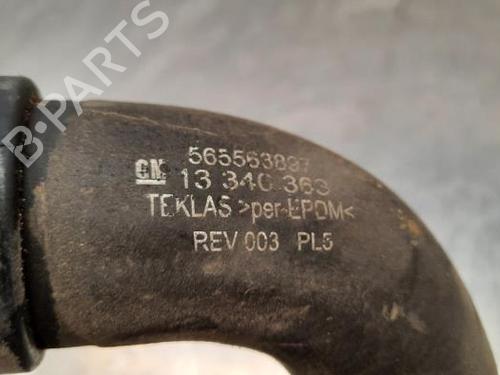 565563897
GM 13 340 363
TEKLAS >per-EPDM<
REV 003 PL5
B-PARTS